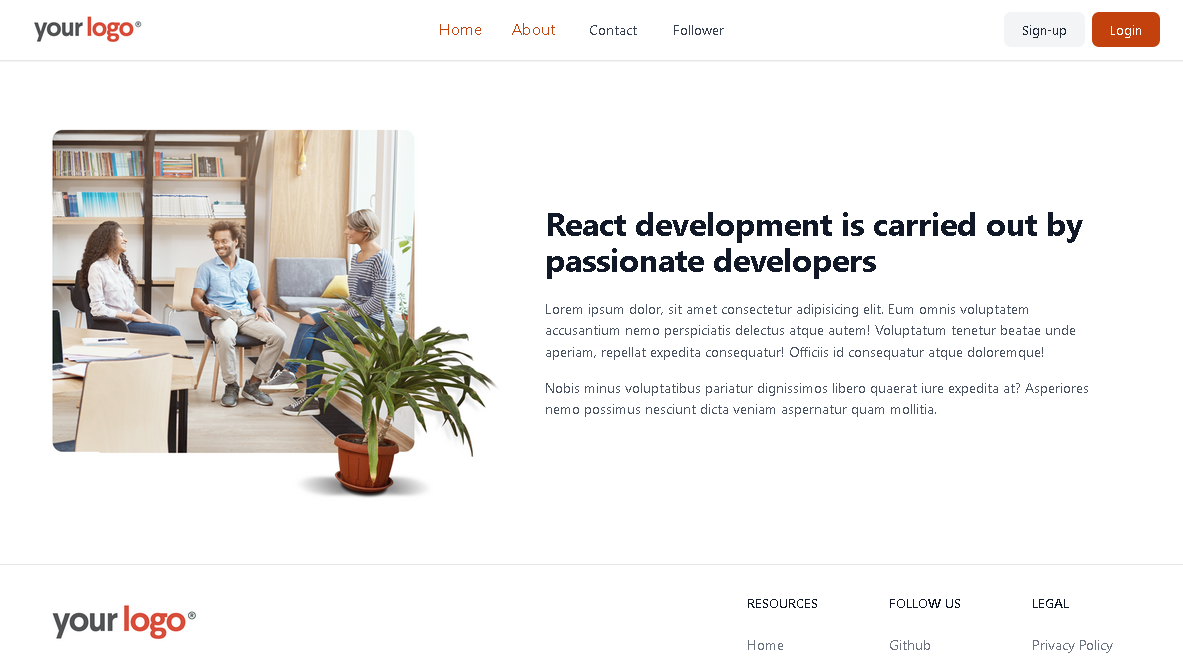 your logo®
Home About Contact Follower
Sign-up Login
React development is carried out by
passionate developers
Lorem ipsum dolor, sit amet consectetur adipisicing elit. Eum omnis voluptatem
accusantium nemo perspiciatis delectus atque autem! Voluptatum tenetur beatae unde
aperiam, repellat expedita consequatur! Officiis id consequatur atque doloremque!
Nobis minus voluptatibus pariatur dignissimos libero quaerat iure expedita at? Asperiores
nemo possimus nesciunt dicta veniam aspernatur quam mollitia.
your logo®
RESOURCES FOLLOW US LEGAL
Home Github Privacy Policy